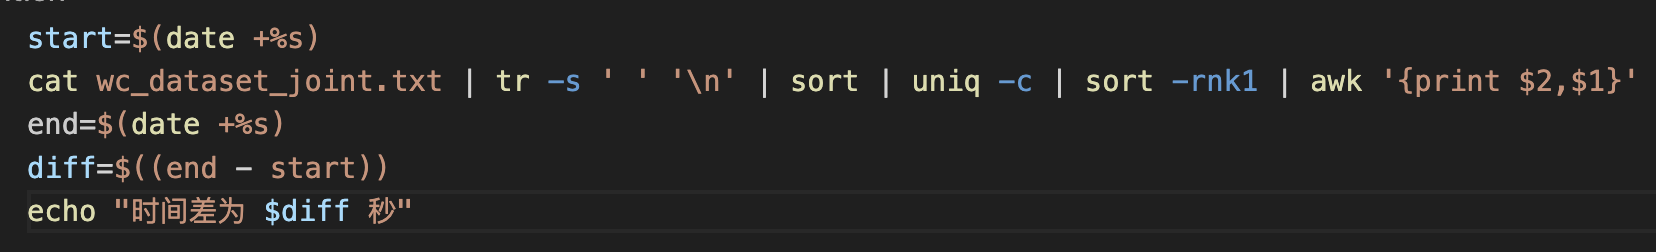 start=$(date +%s)
cat wc_dataset_joint.txt | tr -s ' ' '\n' | sort | uniq -c | sort -rnk1 | awk '{print $2,$1}'
end=$(date +%s)
diff=$((end - start))
echo "时间差为 $diff 秒"